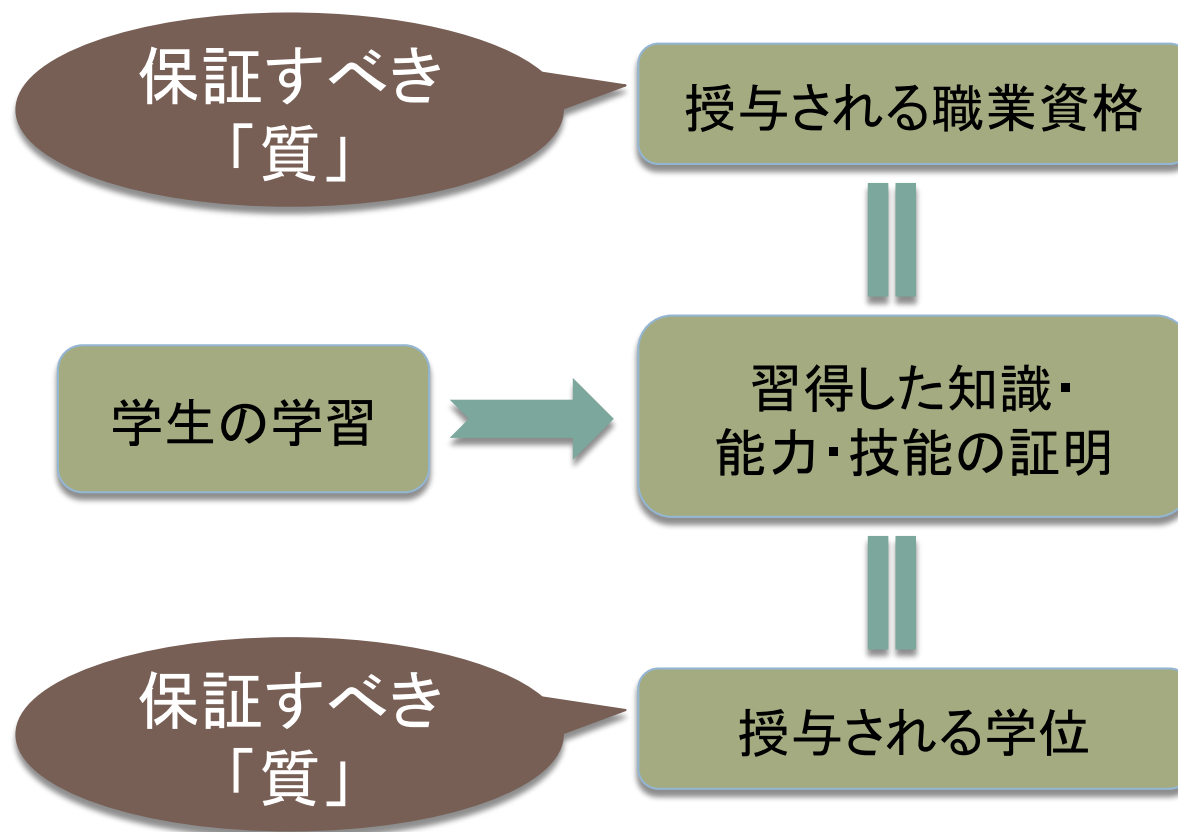 保証すべき
「質」
授与される職業資格
学生の学習
習得した知識・
能力・技能の証明
保証すべき
「質」
授与される学位